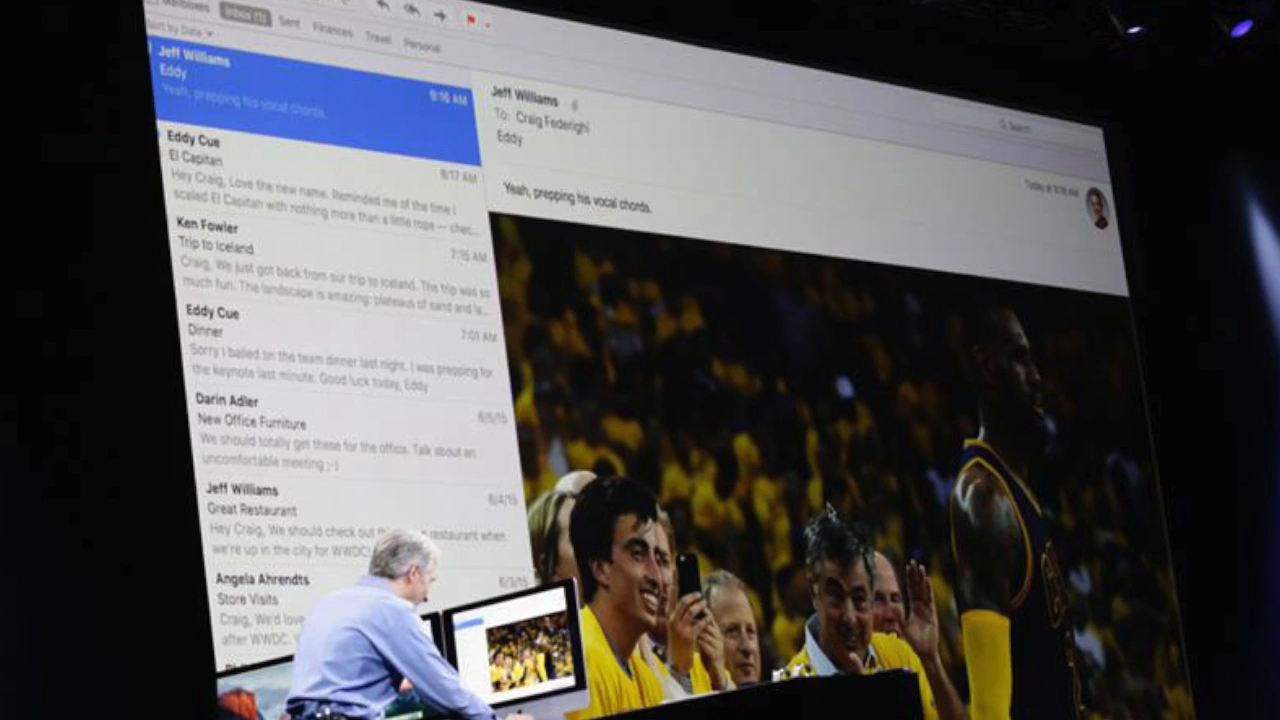 Mailboxes Inbox (1) Sent Finances Travel Personal
Sort by Date
Jeff Williams
9:16 AM
Eddy
Yeah, prepping his vocal chords.
Eddy Cue
8:17 AM
El Capitan
Hey Craig, Love the new name. Reminded me of the time I
scaled El Capitan with nothing more than a little rope — chec...
Ken Fowler
7:15 AM
Trip to Iceland
Craig, We just got back from our trip to Iceland. The trip was so
much fun. The landscape is amazing: plateaus of sand and la...
Eddy Cue
7:01 AM
Dinner
Sorry I bailed on the team dinner last night. I was prepping for
the keynote last minute. Good luck today, Eddy
Darin Adler
6/5/15
New Office Furniture
We should totally get these for the office. Talk about an
uncomfortable meeting ;-)
Jeff Williams
6/4/15
Great Restaurant
Hey Craig, We should check out restaurant when
we're up in the city for WWDC
Angela Ahrendts
6/3/15
Store Visits
Craig, We'd love
after WWDC.
Jeff Williams
To: Craig Federighi
Eddy
Search
Today at 9:16 AM
Yeah, prepping his vocal chords.